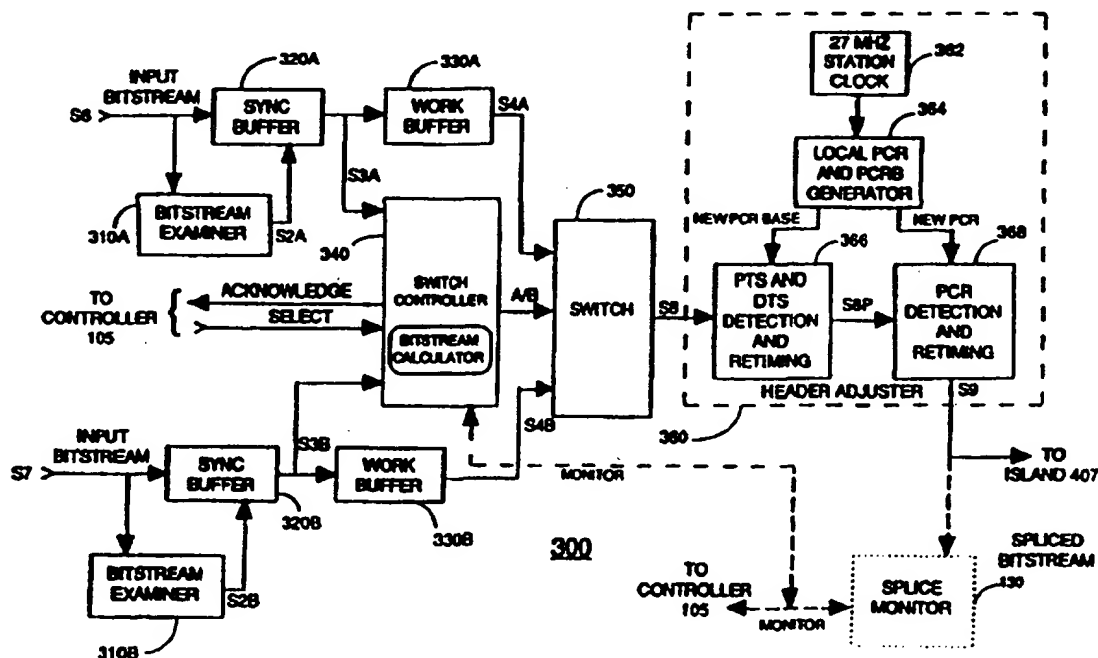 320A
330A
27 MHZ
STATION
CLOCK
362
INPUT
BITSTREAM
S6
SYNC
BUFFER
WORK
BUFFER
S4A
364
LOCAL PCR
AND PCRB
GENERATOR
S3A
350
310A
BITSTREAM
EXAMINER
S2A
340
NEW PCR BASE
NEW PCR
366
368
SWITCH
CONTROLLER
BITSTREAM
CALCULATOR
ACKNOWLEDGE
TO
CONTROLLER
105
SELECT
A/B
SWITCH
S8
PTS AND
DTS
DETECTION
AND
RETIMING
S8P
PCR
DETECTION
AND
RETIMING
HEADER ADJUSTER
S9
360
S3B
S4B
INPUT
BITSTREAM
S7
SYNC
BUFFER
WORK
BUFFER
MONITOR
TO
ISLAND 407
320B
330B
300
SPLICED
BITSTREAM
BITSTREAM
EXAMINER
S2B
TO
CONTROLLER
105
MONITOR
SPLICE
MONITOR
130
310B